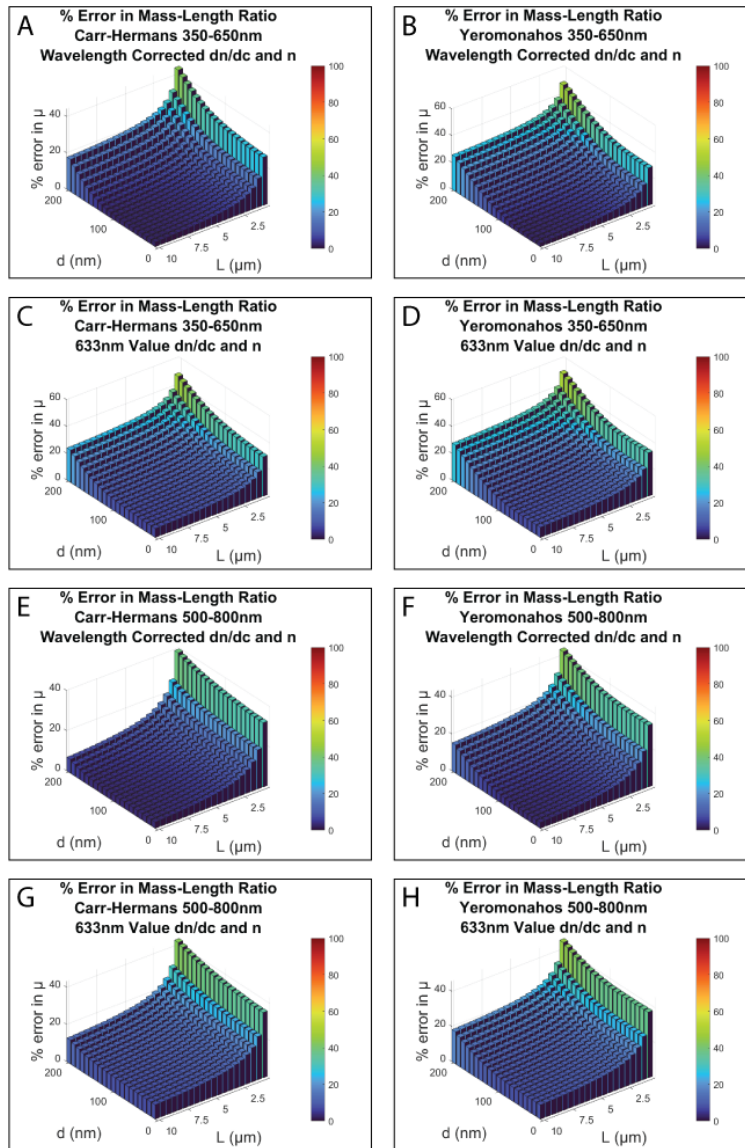 A
% Error in Mass-Length Ratio
Carr-Hermans 350-650nm
Wavelength Corrected dn/dc and n
% error in μ
40
20
0
200
100
0
d (nm)
10
7.5
5
2.5
L (μm)
100
80
60
40
20
0
B
% Error in Mass-Length Ratio
Yeromonahos 350-650nm
Wavelength Corrected dn/dc and n
% error in μ
60
40
20
0
200
100
0
d (nm)
10
7.5
5
2.5
L (μm)
100
80
60
40
20
0
C
% Error in Mass-Length Ratio
Carr-Hermans 350-650nm
633nm Value dn/dc and n
% error in μ
60
40
20
0
200
100
0
d (nm)
10
7.5
5
2.5
L (μm)
100
80
60
40
20
0
D
% Error in Mass-Length Ratio
Yeromonahos 350-650nm
633nm Value dn/dc and n
% error in μ
60
40
20
0
200
100
0
d (nm)
10
7.5
5
2.5
L (μm)
100
80
60
40
20
0
E
% Error in Mass-Length Ratio
Carr-Hermans 500-800nm
Wavelength Corrected dn/dc and n
% error in μ
40
20
0
200
100
0
d (nm)
10
7.5
5
2.5
L (μm)
100
80
60
40
20
0
F
% Error in Mass-Length Ratio
Yeromonahos 500-800nm
Wavelength Corrected dn/dc and n
% error in μ
40
20
0
200
100
0
d (nm)
10
7.5
5
2.5
L (μm)
100
80
60
40
20
0
G
% Error in Mass-Length Ratio
Carr-Hermans 500-800nm
633nm Value dn/dc and n
% error in μ
40
20
0
200
100
0
d (nm)
10
7.5
5
2.5
L (μm)
100
80
60
40
20
0
H
% Error in Mass-Length Ratio
Yeromonahos 500-800nm
633nm Value dn/dc and n
% error in μ
40
20
0
200
100
0
d (nm)
10
7.5
5
2.5
L (μm)
100
80
60
40
20
0